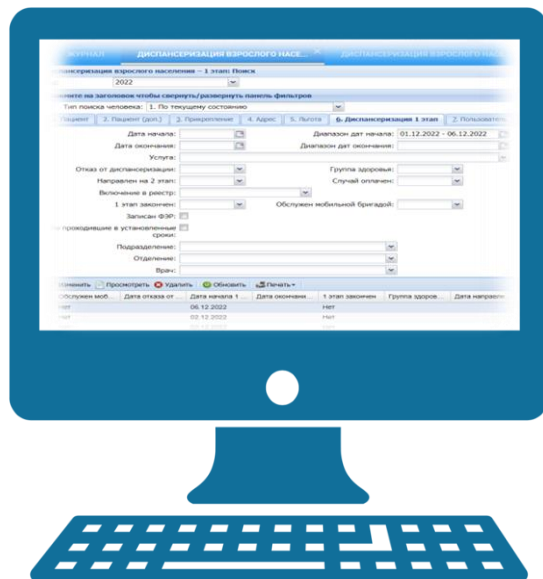 ЖУРНАЛ ДИСПАНСЕРИЗАЦИЯ ВЗРОСЛОГО НАСЕ... ДИСПАНСЕРИЗАЦИЯ ВЗРОСЛОГО НАСЕ
взрослого населения – 1 этап: Поиск
2022
на заголовок чтобы свернуть/развернуть панель фильтров
Тип поиска человека: 1. По текущему состоянию
2. Пациент (доп.) 3. Прикрепление 4. Адрес 5. Льгота 6. Диспансеризация 1 этап 7. Пользователь
Дата начала: Диапазон дат начала: 01.12.2022 - 06.12.2022
Дата окончания: Диапазон дат окончания:
Услуга:
Отказ от диспансеризации: Группа здоровья:
Направлен на 2 этап: Случай оплачен:
Включение в реестр:
1 этап закончен: Обслужен мобильной бригадой:
Записан ФЭР:
проходившие в установленные
сроки:
Подразделение:
Отделение:
Врач:
Просмотреть Удалить Обновить Печать
Обслужен моб... Дата отказа от ... Дата начала 1 ... Дата окончани... 1 этап закончен Группа здоров... Дата направле
Нет 06.12.2022 Нет
Нет 02.12.2022 Нет